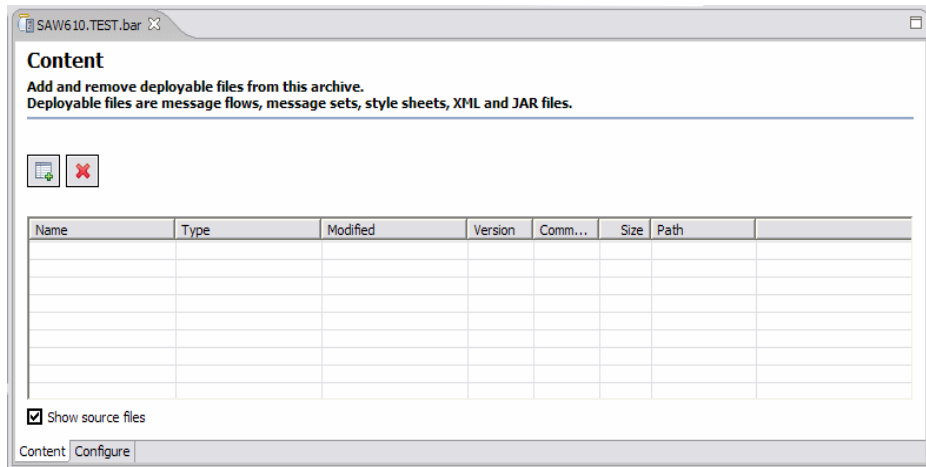 SAW610.TEST.bar
Content
Add and remove deployable files from this archive.
Deployable files are message flows, message sets, style sheets, XML and JAR files.
Name Type Modified Version Comm... Size Path
Show source files
Content Configure